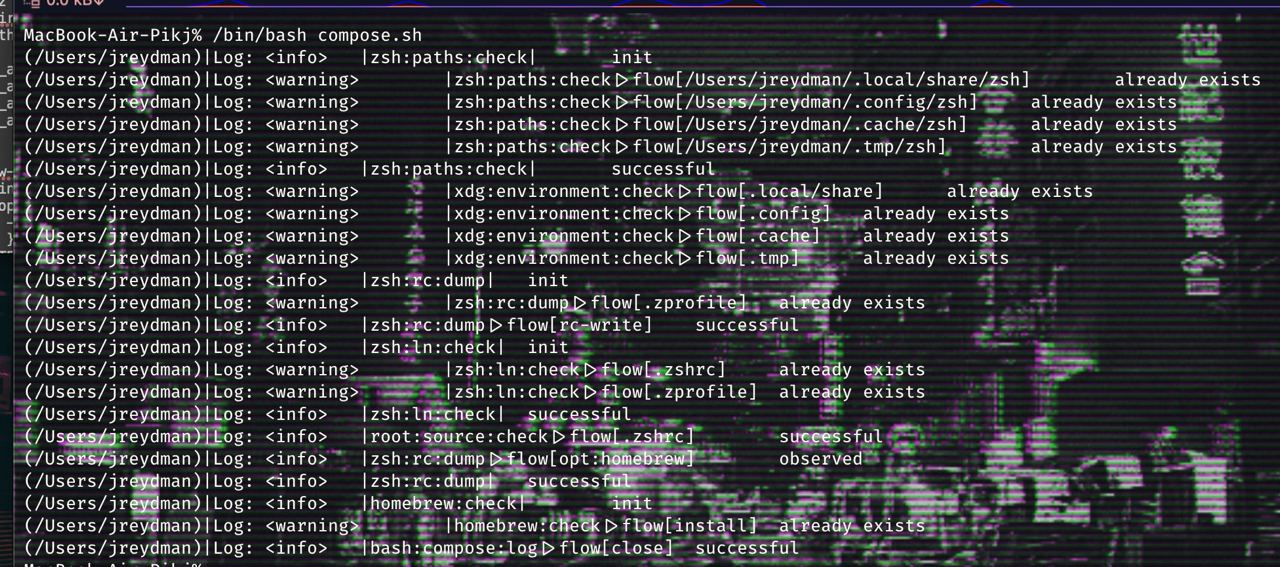 0.0 kB↓
MacBook-Air-Pikj% /bin/bash compose.sh
(/Users/jreydman)|Log: <info> |zsh:paths:check| init
(/Users/jreydman)|Log: <warning> |zsh:paths:check|>flow[/Users/jreydman/.local/share/zsh] already exists
(/Users/jreydman)|Log: <warning> |zsh:paths:check|>flow[/Users/jreydman/.config/zsh] already exists
(/Users/jreydman)|Log: <warning> |zsh:paths:check|>flow[/Users/jreydman/.cache/zsh] already exists
(/Users/jreydman)|Log: <warning> |zsh:paths:check|>flow[/Users/jreydman/.tmp/zsh] already exists
(/Users/jreydman)|Log: <info> |zsh:paths:check| successful
(/Users/jreydman)|Log: <warning> |xdg:environment:check|>flow[.local/share] already exists
(/Users/jreydman)|Log: <warning> |xdg:environment:check|>flow[.config] already exists
(/Users/jreydman)|Log: <warning> |xdg:environment:check|>flow[.cache] already exists
(/Users/jreydman)|Log: <warning> |xdg:environment:check|>flow[.tmp] already exists
(/Users/jreydman)|Log: <info> |zsh:rc:dump| init
(/Users/jreydman)|Log: <warning> |zsh:rc:dump|>flow[.zprofile] already exists
(/Users/jreydman)|Log: <info> |zsh:rc:dump|>flow[rc-write] successful
(/Users/jreydman)|Log: <info> |zsh:ln:check| init
(/Users/jreydman)|Log: <warning> |zsh:ln:check|>flow[.zshrc] already exists
(/Users/jreydman)|Log: <warning> |zsh:ln:check|>flow[.zprofile] already exists
(/Users/jreydman)|Log: <info> |zsh:ln:check| successful
(/Users/jreydman)|Log: <info> |root:source:check|>flow[.zshrc] successful
(/Users/jreydman)|Log: <info> |zsh:rc:dump|>flow[opt:homebrew] observed
(/Users/jreydman)|Log: <info> |zsh:rc:dump| successful
(/Users/jreydman)|Log: <info> |homebrew:check| init
(/Users/jreydman)|Log: <warning> |homebrew:check|>flow[install] already exists
(/Users/jreydman)|Log: <info> |bash:compose:log|>flow[close] successful
MacBook-Air-Pikj%